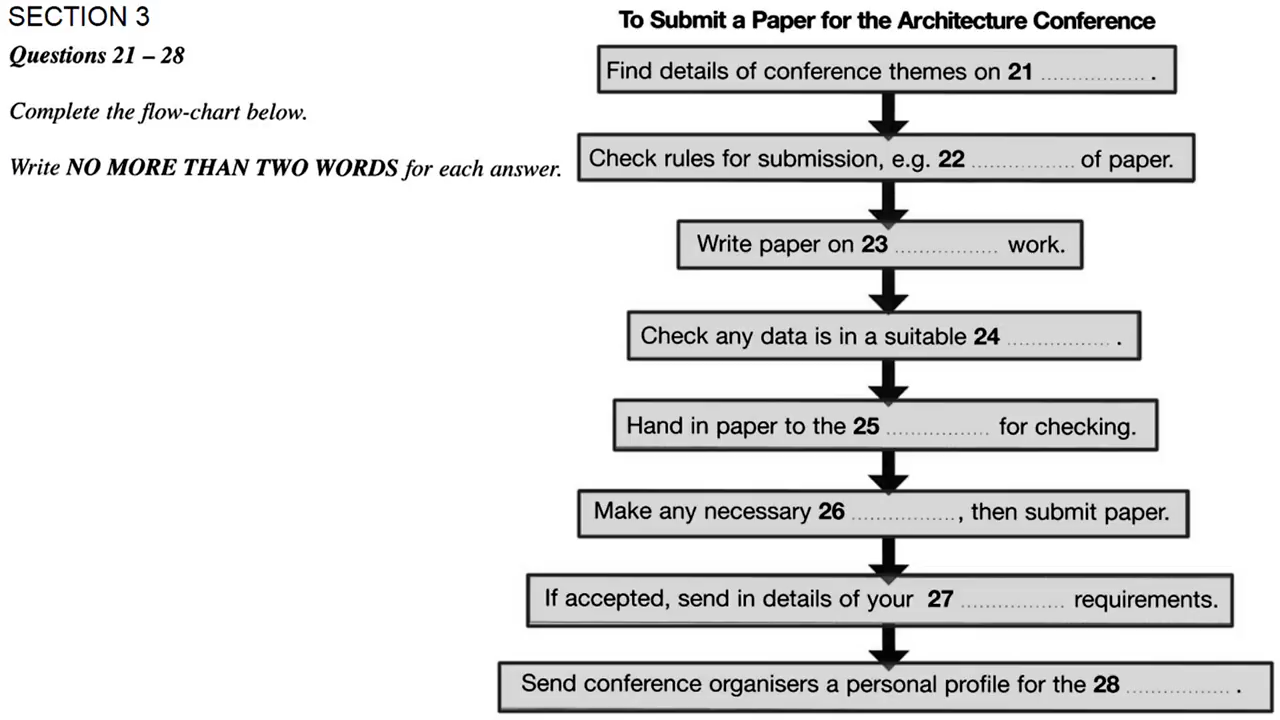 SECTION 3
Questions 21 – 28
Complete the flow-chart below.
Write NO MORE THAN TWO WORDS for each answer.
To Submit a Paper for the Architecture Conference
Find details of conference themes on 21 ................. .
Check rules for submission, e.g. 22 ................. of paper.
Write paper on 23 ................. work.
Check any data is in a suitable 24 ................. .
Hand in paper to the 25 ................. for checking.
Make any necessary 26 ................. , then submit paper.
If accepted, send in details of your 27 ................. requirements.
Send conference organisers a personal profile for the 28 ................. .